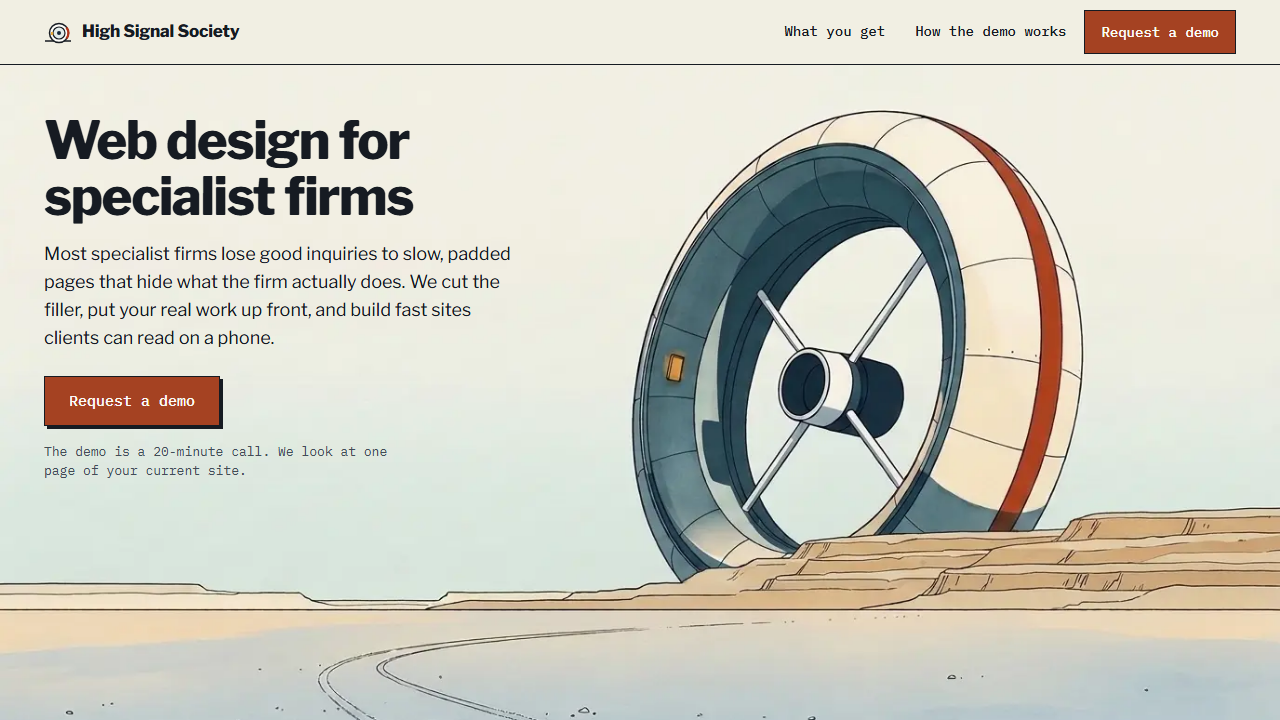 High Signal Society
What you get
How the demo works
Request a demo
Web design for
specialist firms
Most specialist firms lose good inquiries to slow, padded
pages that hide what the firm actually does. We cut the
filler, put your real work up front, and build fast sites
clients can read on a phone.
Request a demo
The demo is a 20-minute call. We look at one
page of your current site.